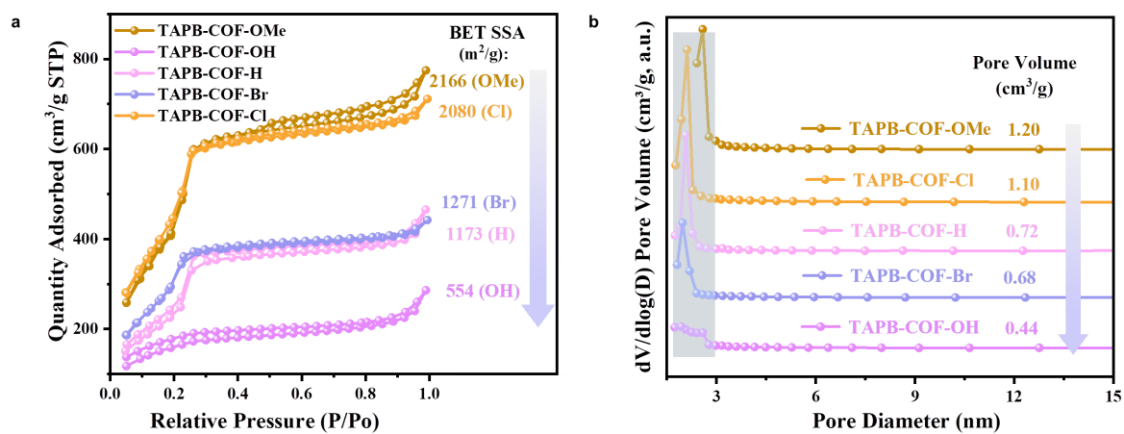 a
TAPB-COF-OMe
TAPB-COF-OH
TAPB-COF-H
TAPB-COF-Br
TAPB-COF-Cl
BET SSA
(m²/g):
2166 (OMe)
2080 (Cl)
1271 (Br)
1173 (H)
554 (OH)
Quantity Adsorbed (cm³/g STP)
800
600
400
200
0.0 0.2 0.4 0.6 0.8 1.0
Relative Pressure (P/Po)
b
Pore Volume
(cm³/g)
TAPB-COF-OMe 1.20
TAPB-COF-Cl 1.10
TAPB-COF-H 0.72
TAPB-COF-Br 0.68
TAPB-COF-OH 0.44
dV/dlog(D) Pore Volume (cm³/g, a.u.)
3 6 9 12 15
Pore Diameter (nm)